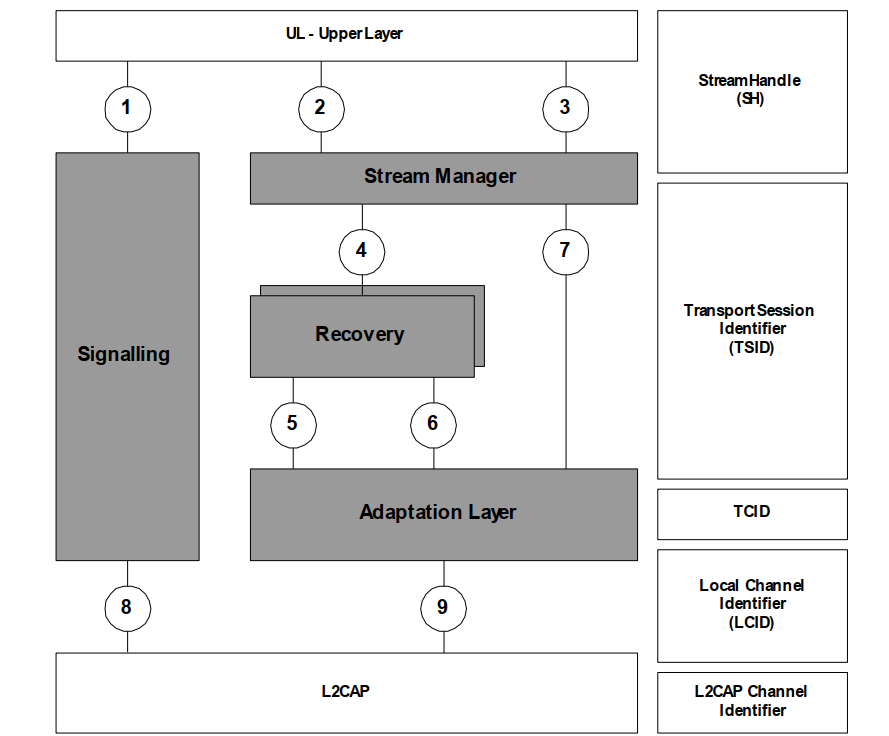 UL - Upper Layer
StreamHandle
(SH)
1
2
3
Stream Manager
4
7
Transport Session
Identifier
(TSID)
Recovery
Signalling
5
6
Adaptation Layer
TCID
Local Channel
Identifier
(LCID)
8
9
L2CAP
L2CAP Channel
Identifier